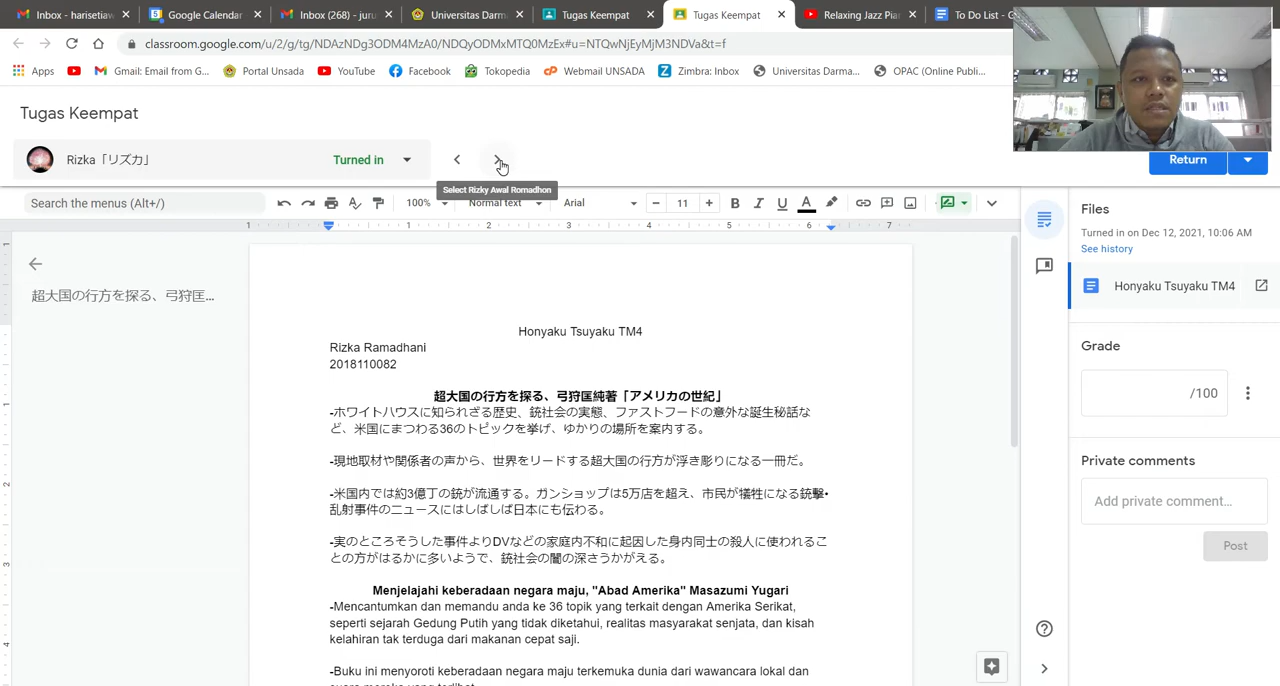 Inbox - harisetiaw
Google Calendar
Inbox (268) - juru
Universitas Darm
Tugas Keempat
Tugas Keempat
Relaxing Jazz Pia
To Do List - G
classroom.google.com/u/2/g/tg/NDAzNDg3ODM4MzA0/NDQyODMxMTQ0MzEx#u=NTQwNjEyMjM3NDVa&t=f
Apps
Gmail: Email from G...
Portal Unsada
YouTube
Facebook
Tokopedia
Webmail UNSADA
Zimbra: Inbox
Universitas Darma...
OPAC (Online Publi...
Tugas Keempat
Rizka「リズカ」
Turned in
Return
Select Rizky Awal Romadhon
Search the menus (Alt+/)
100%
Normal text
Arial
11
B I U A
1 1 2 3 4 5 6 7
Files
Turned in on Dec 12, 2021, 10:06 AM
See history
Honyaku Tsuyaku TM4
Grade
/100
Private comments
Add private comment...
Post
超大国の行方を探る、弓狩匡...
Honyaku Tsuyaku TM4
Rizka Ramadhani
2018110082
超大国の行方を探る、弓狩匡純著「アメリカの世紀」
-ホワイトハウスに知られざる歴史、銃社会の実態、ファストフードの意外な誕生秘話な
ど、米国にまつわる36のトピックを挙げ、ゆかりの場所を案内する。
-現地取材や関係者の声から、世界をリードする超大国の行方が浮き彫りになる一冊だ。
-米国内では約3億丁の銃が流通する。ガンショップは5万店を超え、市民が犠牲になる銃撃・
乱射事件のニュースにはしばしば日本にも伝わる。
-実のところそうした事件よりDVなどの家庭内不和に起因した身内同士の殺人に使われるこ
との方がはるかに多いようで、銃社会の闇の深さうかがえる。
Menjelajahi keberadaan negara maju, "Abad Amerika" Masazumi Yugari
-Mencantumkan dan memandu anda ke 36 topik yang terkait dengan Amerika Serikat,
seperti sejarah Gedung Putih yang tidak diketahui, realitas masyarakat senjata, dan kisah
kelahiran tak terduga dari makanan cepat saji.
-Buku ini menyoroti keberadaan negara maju terkemuka dunia dari wawancara lokal dan